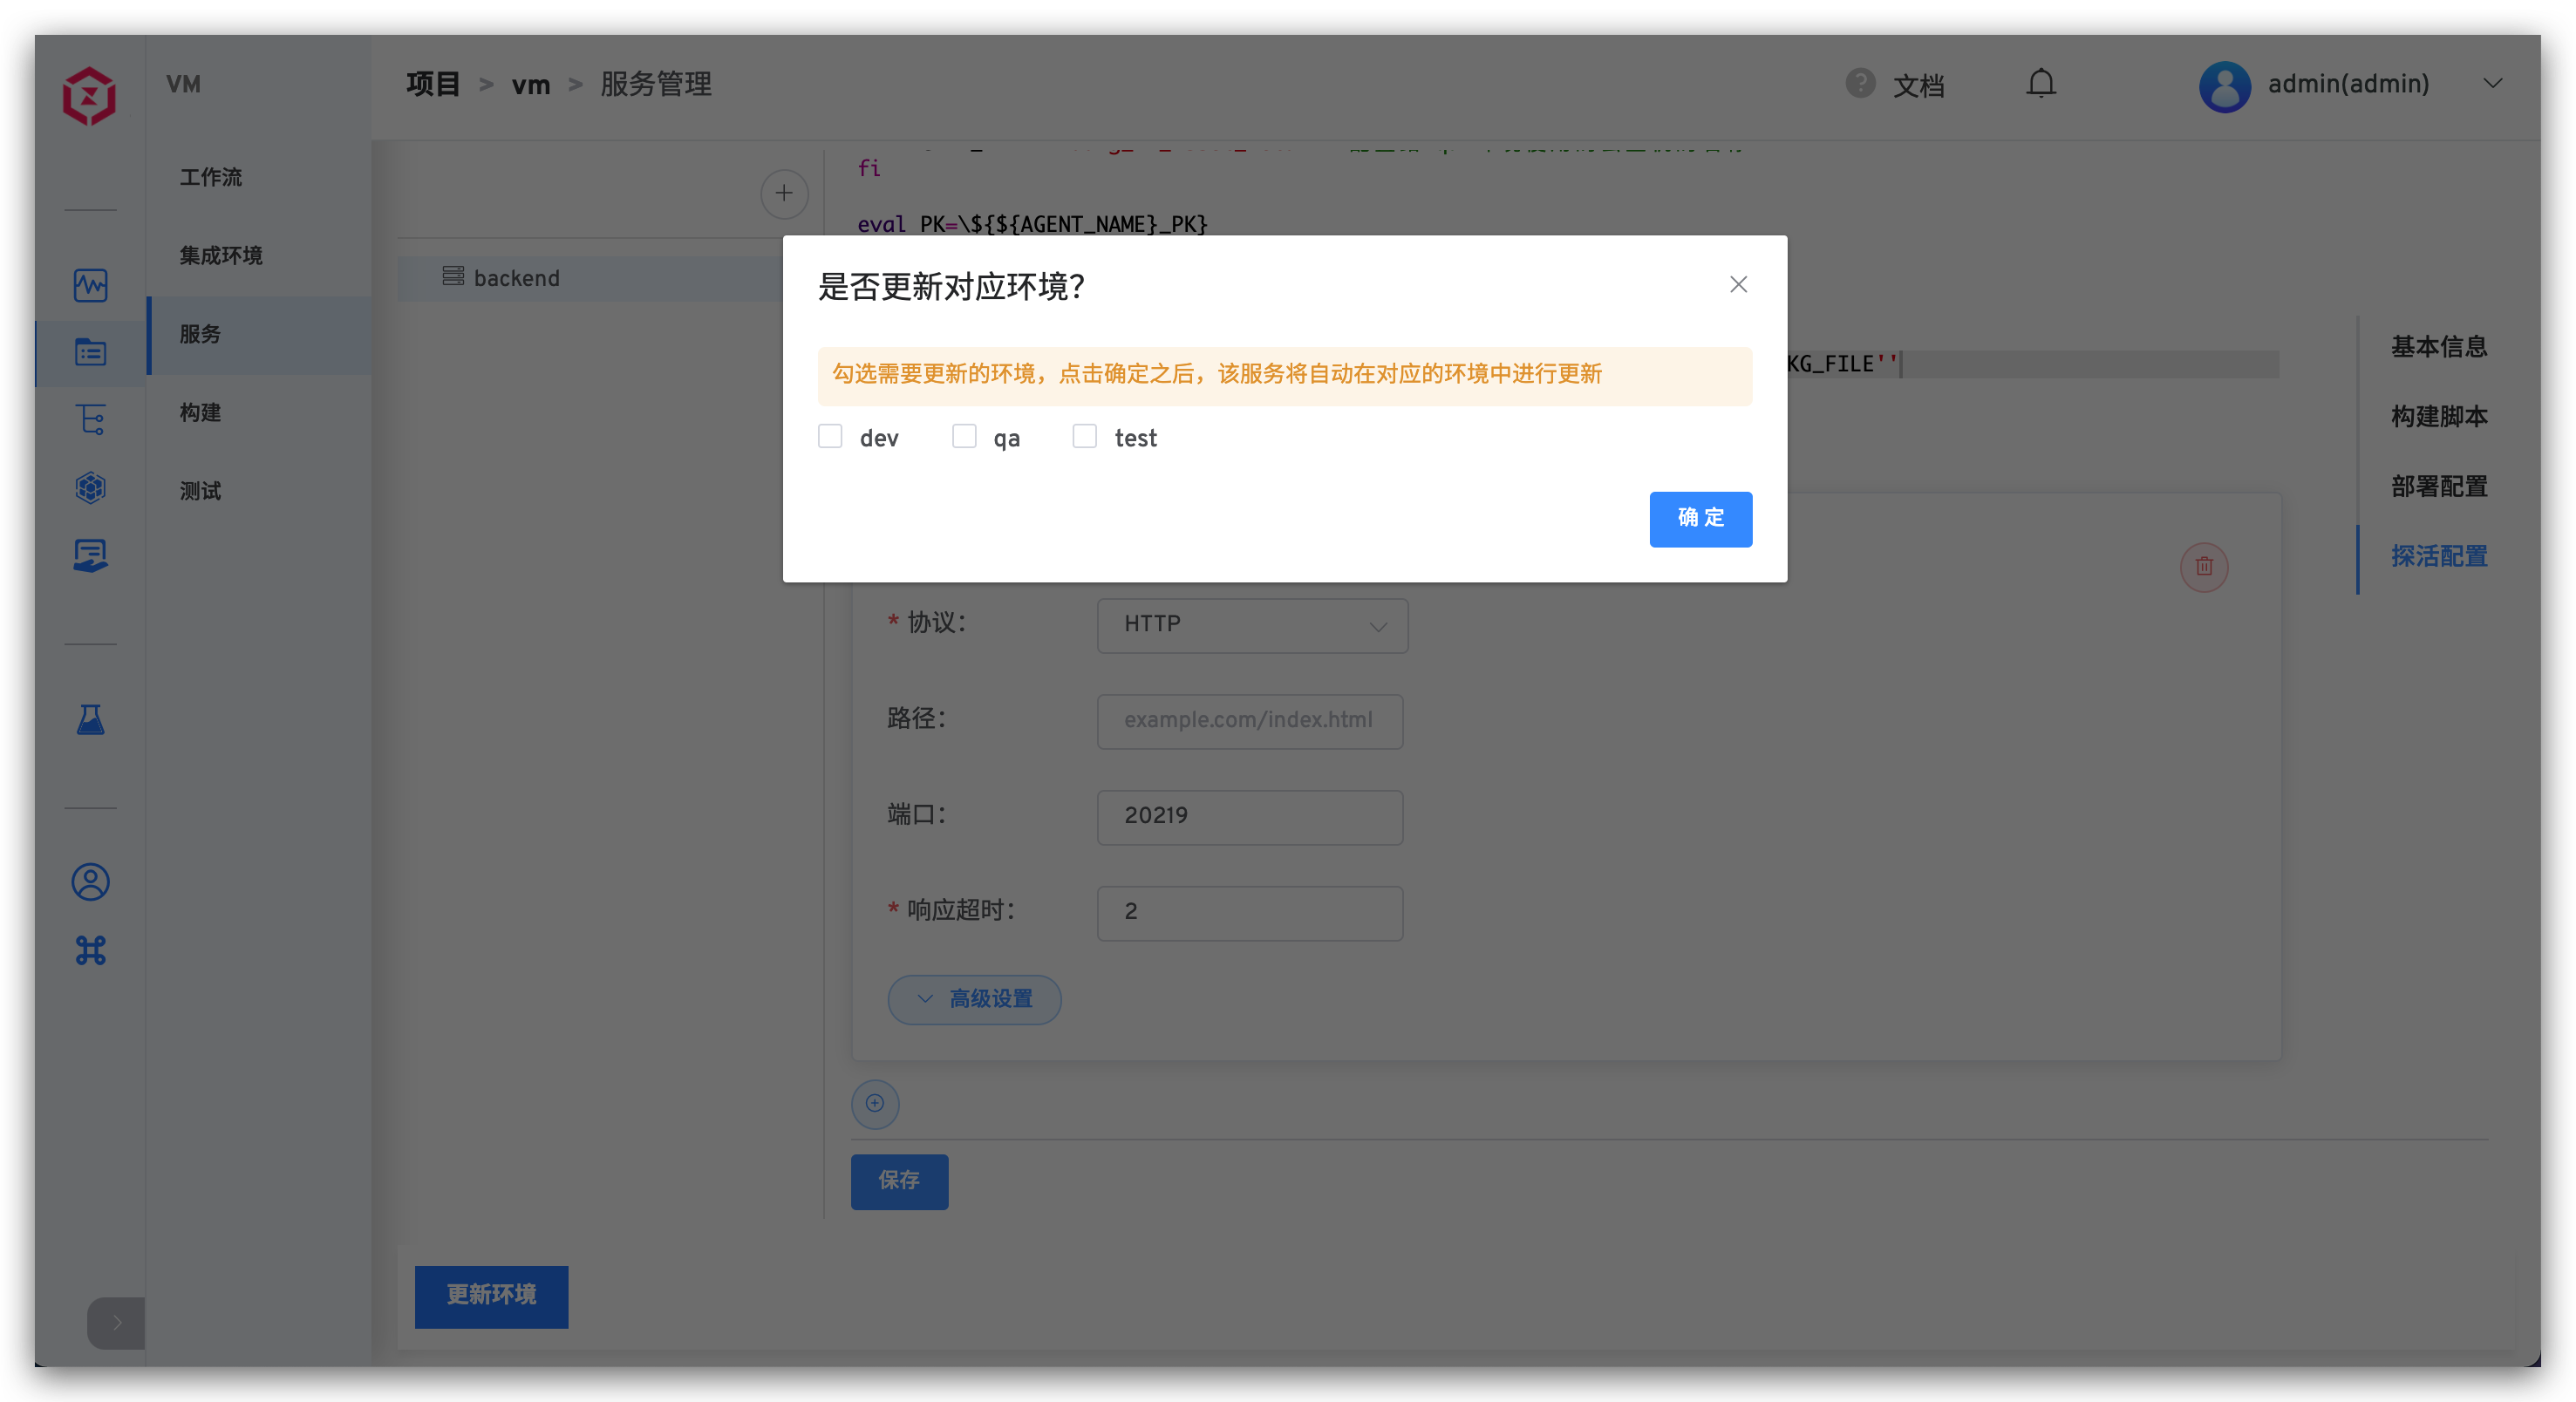 VM
项目 > vm > 服务管理
文档
admin(admin)
工作流
集成环境
服务
构建
测试
backend
fi
eval PK=\${${AGENT_NAME}_PK}
是否更新对应环境?
勾选需要更新的环境，点击确定之后，该服务将自动在对应的环境中进行更新
dev
qa
test
确定
KG_FILE''
基本信息
构建脚本
部署配置
探活配置
* 协议：
HTTP
路径：
example.com/index.html
端口：
20219
* 响应超时：
2
高级设置
保存
更新环境